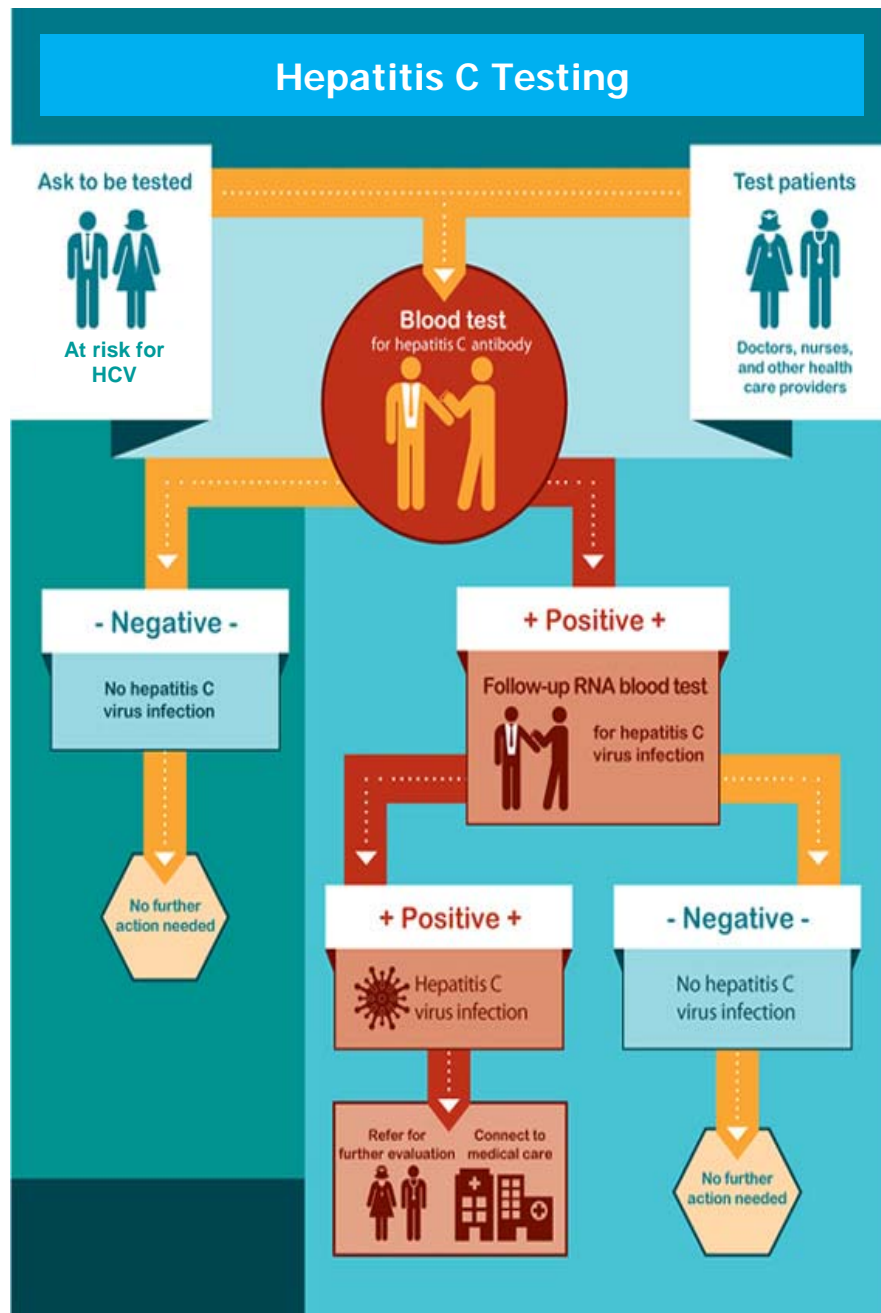 Hepatitis C Testing
Ask to be tested
At risk for
HCV
Test patients
Doctors, nurses,
and other health
care providers
Blood test
for hepatitis C antibody
- Negative -
No hepatitis C
virus infection
No further
action needed
+ Positive +
Follow-up RNA blood test
for hepatitis C
virus infection
+ Positive +
Hepatitis C
virus infection
Refer for
further evaluation
Connect to
medical care
- Negative -
No hepatitis C
virus infection
No further
action needed